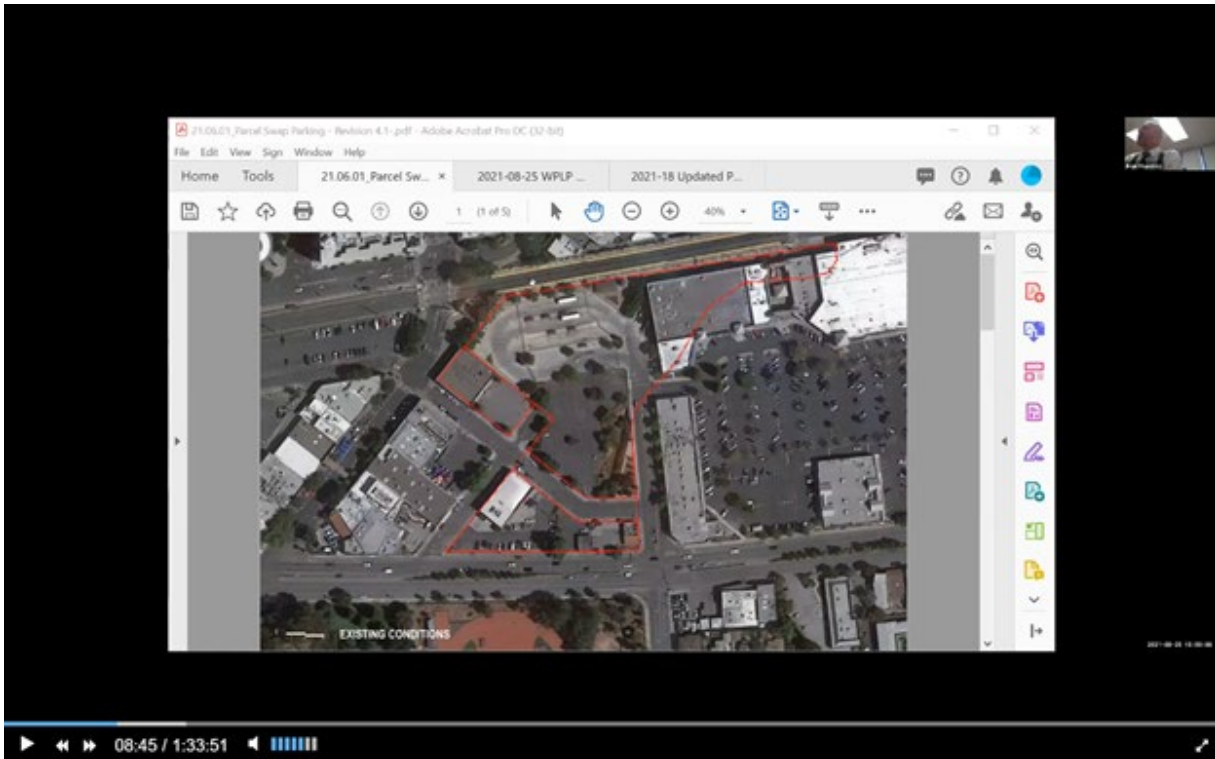 21.06.01_Parcel Swap Parking - Revision 4.1-.pdf - Adobe Acrobat Pro DC (32-bit)
File Edit View Sign Window Help
Home Tools 21.06.01_Parcel Sw... × 2021-08-25 WPLP ... 2021-18 Updated P...
1 (1 of 5) 40%
EXISTING CONDITIONS
08:45 / 1:33:51